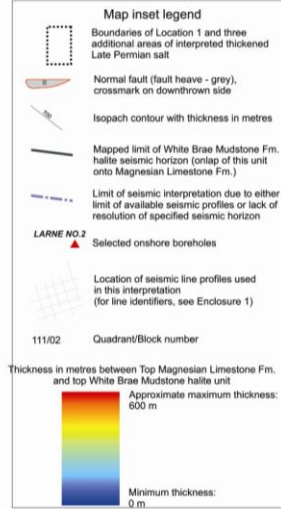 Map inset legend
Boundaries of Location 1 and three
additional areas of interpreted thickened
Late Permian salt
Normal fault (fault heave - grey),
crossmark on downthrown side
Isopach contour with thickness in metres
Mapped limit of White Brae Mudstone Fm.
halite seismic horizon (onlap of this unit
onto Magnesian Limestone Fm.)
Limit of seismic interpretation due to either
limit of available seismic profiles or lack of
resolution of specified seismic horizon
LARNE NO.2
Selected onshore boreholes
Location of seismic line profiles used
in this interpretation
(for line identifiers, see Enclosure 1)
111/02 Quadrant/Block number
Thickness in metres between Top Magnesian Limestone Fm.
and top White Brae Mudstone halite unit
Approximate maximum thickness:
600 m
Minimum thickness:
0 m